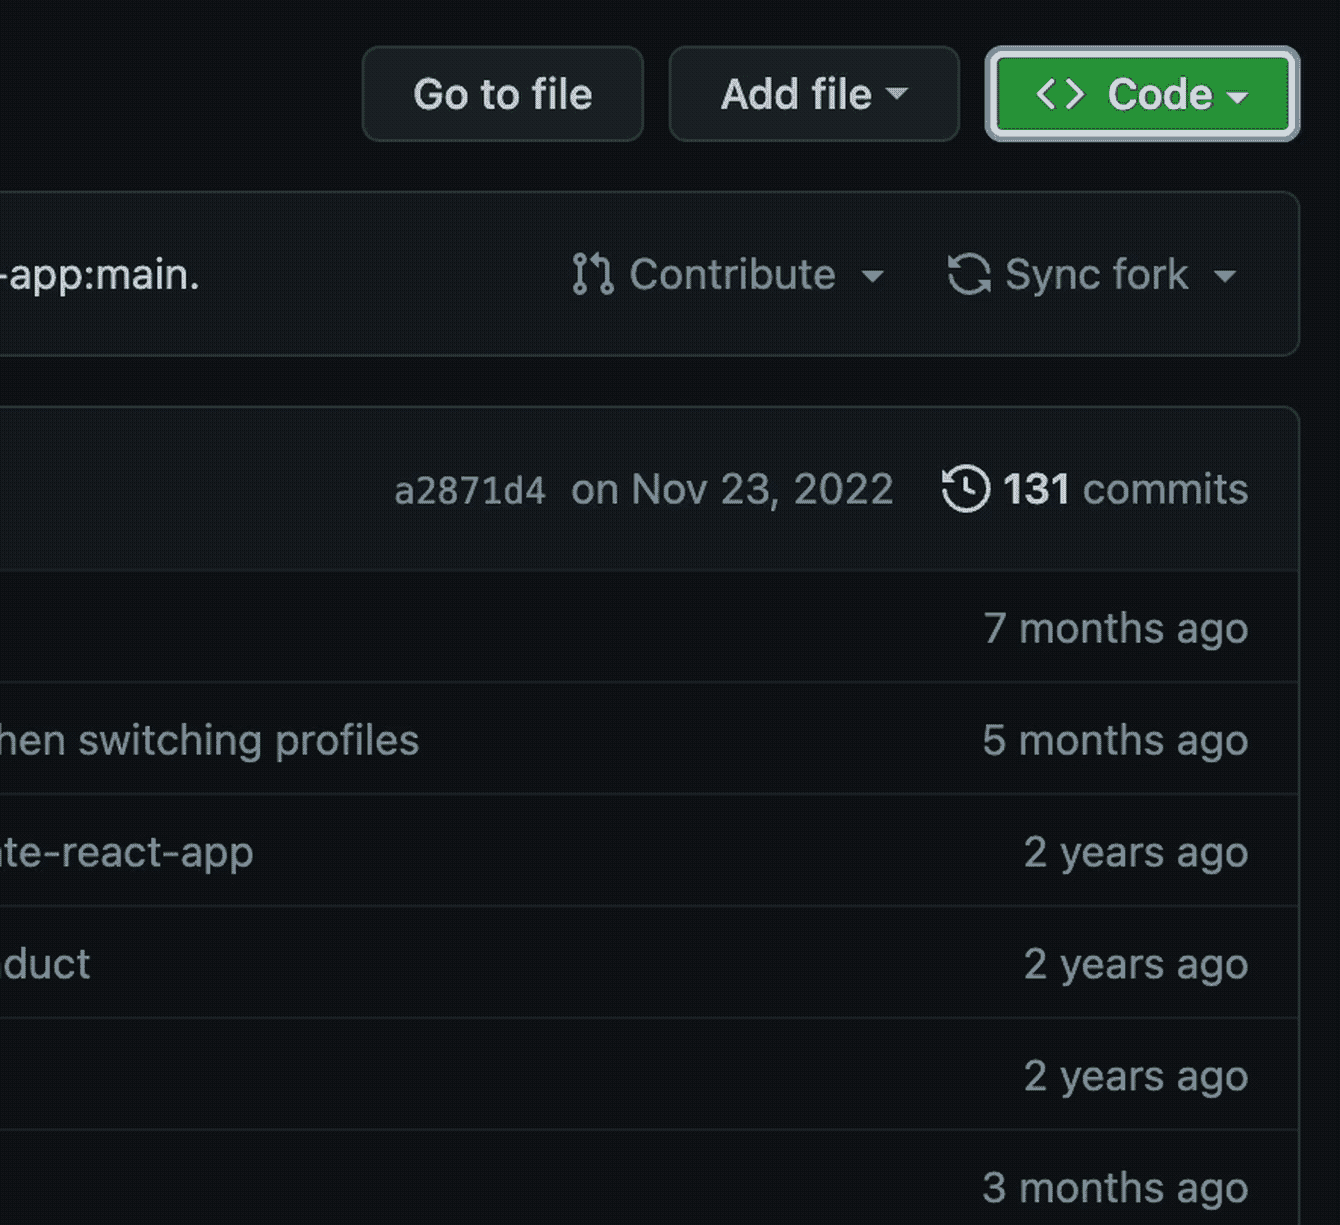 Go to file Add file <> Code
-app:main. Contribute Sync fork
a2871d4 on Nov 23, 2022 131 commits
7 months ago
hen switching profiles 5 months ago
te-react-app 2 years ago
duct 2 years ago
2 years ago
3 months ago